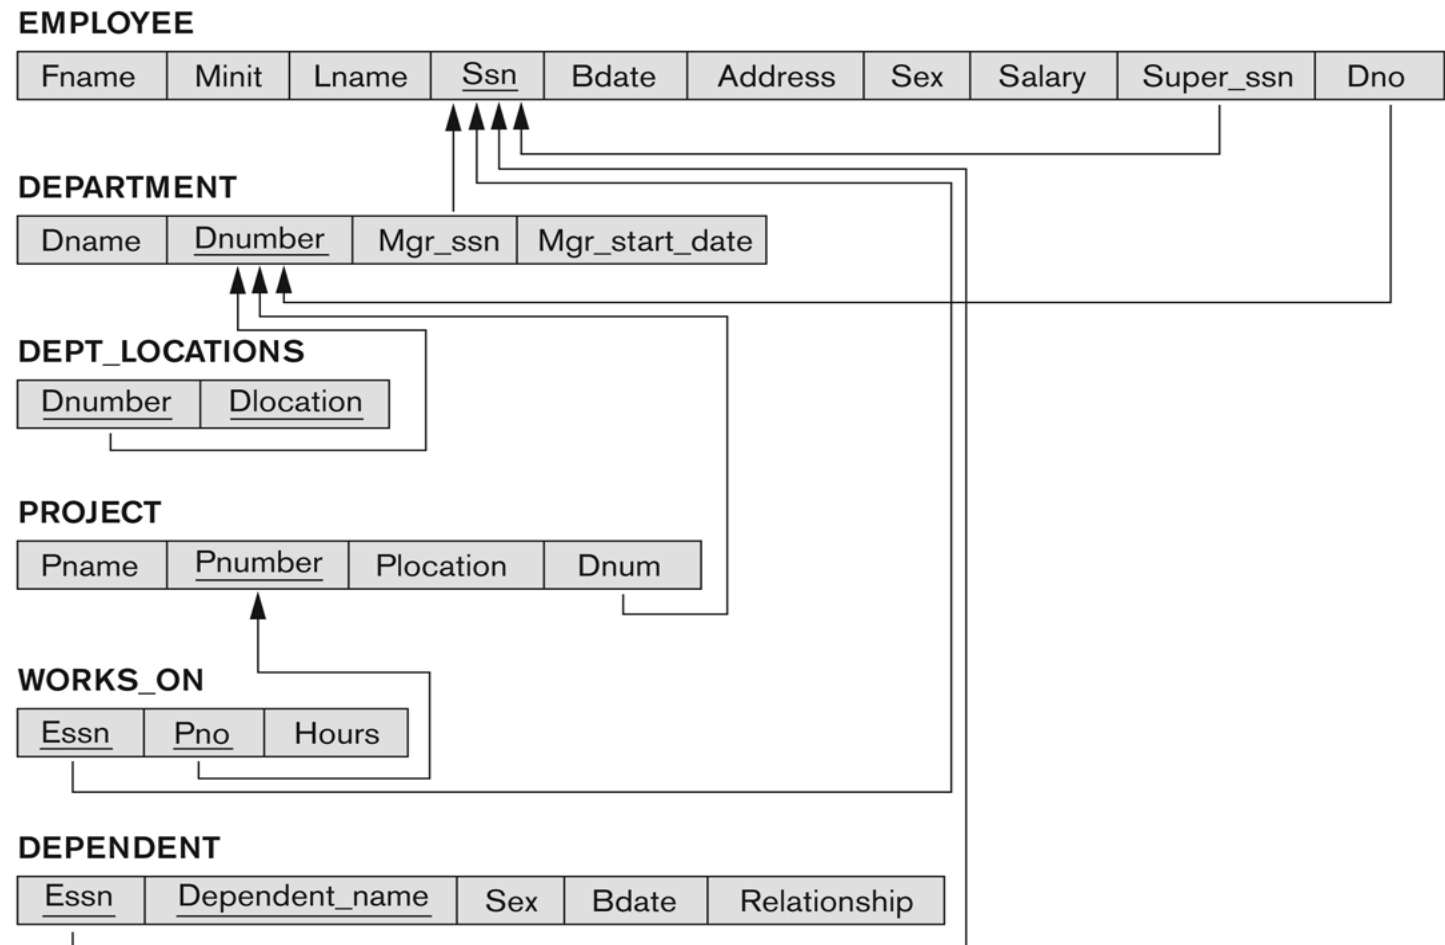 EMPLOYEE
Fname Minit Lname Ssn Bdate Address Sex Salary Super_ssn Dno
DEPARTMENT
Dname Dnumber Mgr_ssn Mgr_start_date
DEPT_LOCATIONS
Dnumber Dlocation
PROJECT
Pname Pnumber Plocation Dnum
WORKS_ON
Essn Pno Hours
DEPENDENT
Essn Dependent_name Sex Bdate Relationship